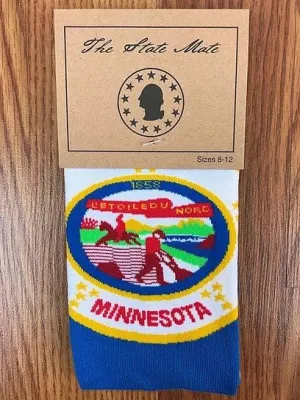 The State Mate
Sizes 8-12
1858
L'ETOILE DU NORD
MINNESOTA